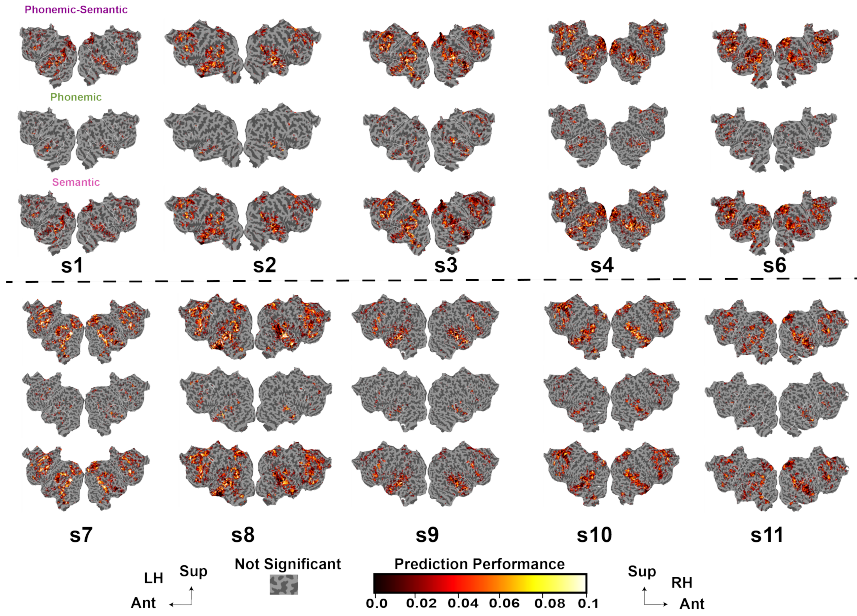 Phonemic-Semantic
Phonemic
Semantic
s1 s2 s3 s4 s6
s7 s8 s9 s10 s11
Not Significant
Prediction Performance
LH Sup
Ant
0.0 0.02 0.04 0.06 0.08 0.1
Sup RH
Ant